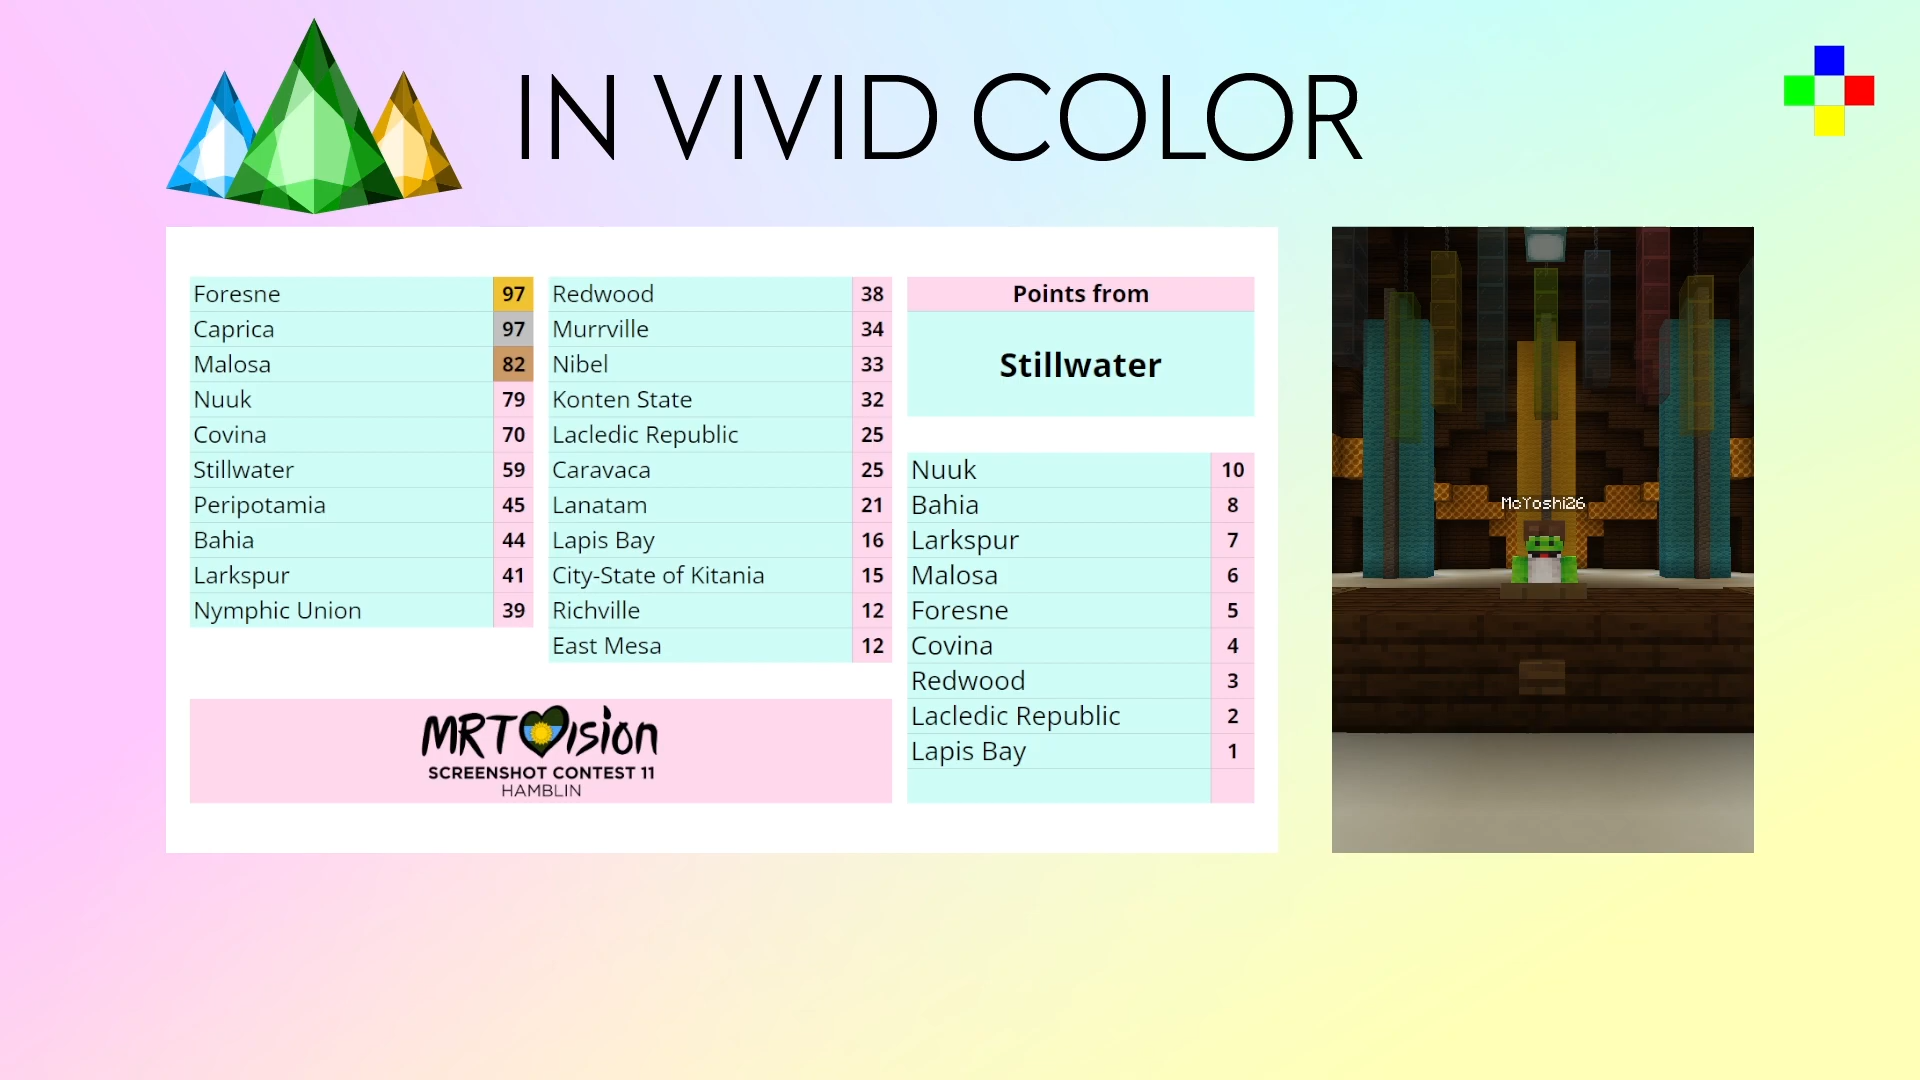 IN VIVID COLOR
Foresne 97
Caprica 97
Malosa 82
Nuuk 79
Covina 70
Stillwater 59
Peripotamia 45
Bahia 44
Larkspur 41
Nymphic Union 39
Redwood 38
Murrville 34
Nibel 33
Konten State 32
Lacledic Republic 25
Caravaca 25
Lanatam 21
Lapis Bay 16
City-State of Kitania 15
Richville 12
East Mesa 12
MRTVision
SCREENSHOT CONTEST 11
HAMBLIN
Points from
Stillwater
Nuuk 10
Bahia 8
Larkspur 7
Malosa 6
Foresne 5
Covina 4
Redwood 3
Lacledic Republic 2
Lapis Bay 1
McYoshi26